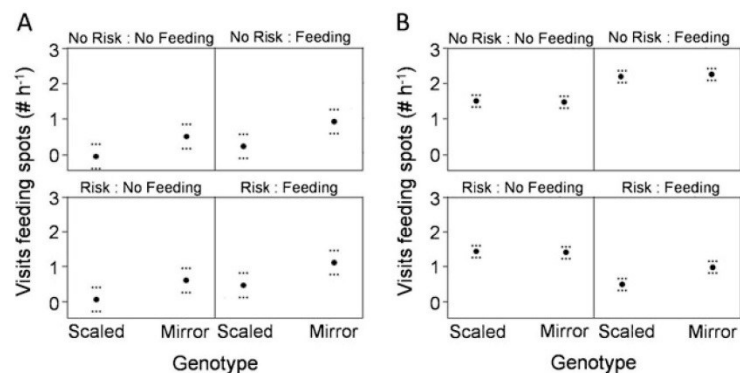 A
B
No Risk : No Feeding No Risk : Feeding
No Risk : No Feeding No Risk : Feeding
3
2
1
0
3
2
1
0
Risk : No Feeding Risk : Feeding
Risk : No Feeding Risk : Feeding
3
2
1
0
3
2
1
0
Visits feeding spots (# h-1)
Visits feeding spots (# h-1)
Scaled Mirror Scaled Mirror
Scaled Mirror Scaled Mirror
Genotype
Genotype